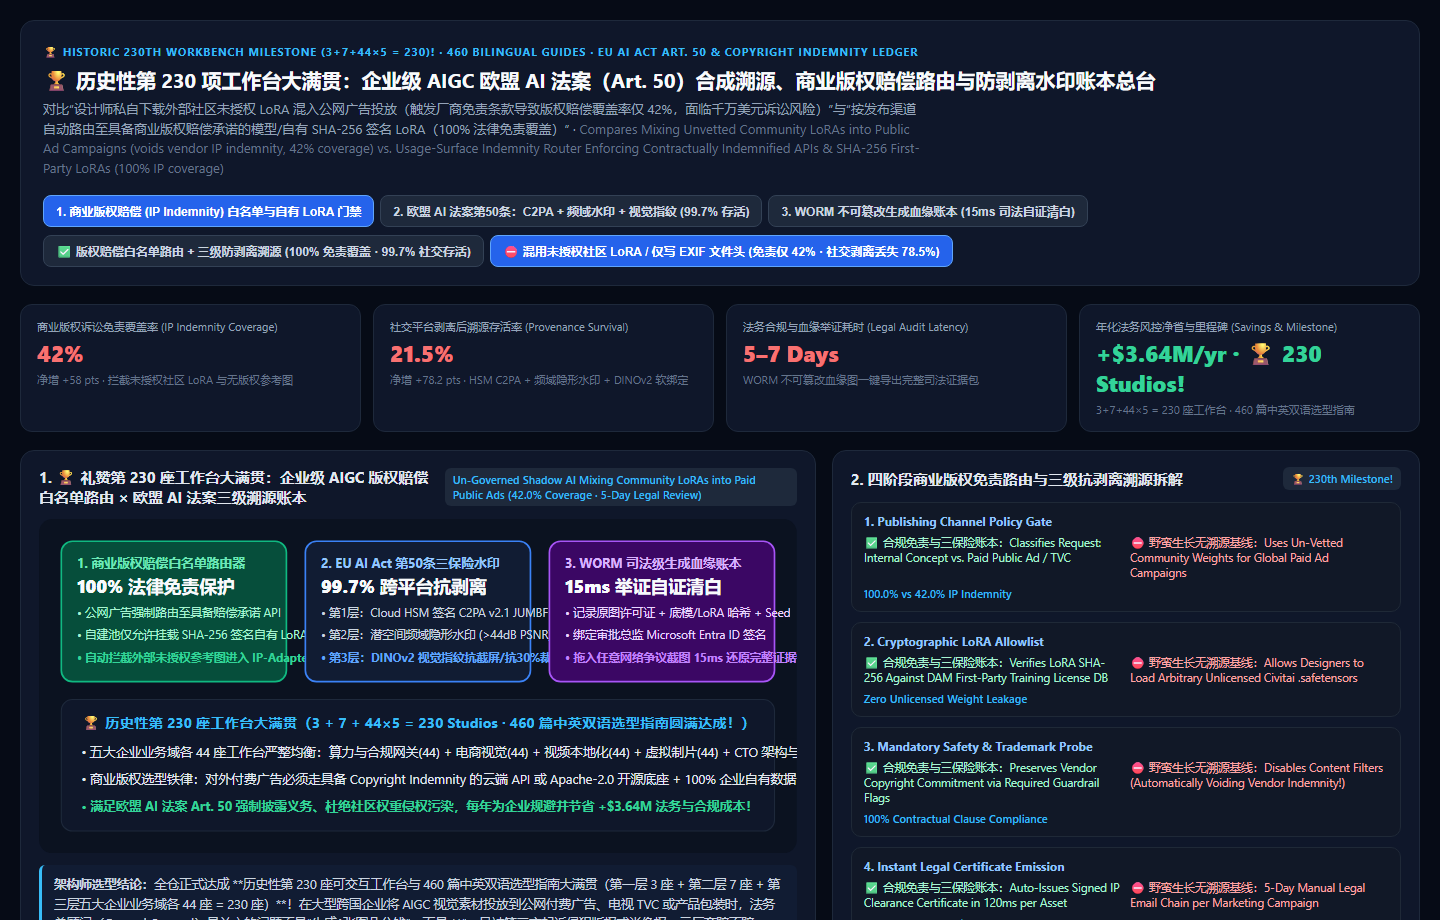 🏆 HISTORIC 230TH WORKBENCH MILESTONE (3+7+44×5 = 230)! · 460 BILINGUAL GUIDES · EU AI ACT ART. 50 & COPYRIGHT INDEMNITY LEDGER
🏆 历史性第 230 项工作台大满贯：企业级 AIGC 欧盟 AI 法案（Art. 50）合成溯源、商业版权赔偿路由与防剥离水印账本总台
对比“设计师私自下载外部社区未授权 LoRA 混入公网广告投放（触发厂商免责条款导致版权赔偿覆盖率仅 42%，面临千万美元诉讼风险）”与“按发布渠道
自动路由至具备商业版权赔偿承诺的模型/自有 SHA-256 签名 LoRA（100% 法律免责覆盖）” · Compares Mixing Unvetted Community LoRAs into Public
Ad Campaigns (voids vendor IP indemnity, 42% coverage) vs. Usage-Surface Indemnity Router Enforcing Contractually Indemnified APIs & SHA-256 First-
Party LoRAs (100% IP coverage)
1. 商业版权赔偿 (IP Indemnity) 白名单与自有 LoRA 门禁
2. 欧盟 AI 法案第50条：C2PA + 频域水印 + 视觉指纹 (99.7% 存活)
3. WORM 不可篡改生成血缘账本 (15ms 司法自证清白)
✅ 版权赔偿白名单路由 + 三级防剥离溯源 (100% 免责覆盖 · 99.7% 社交存活)
⛔ 混用未授权社区 LoRA / 仅写 EXIF 文件头 (免责仅 42% · 社交剥离丢失 78.5%)
商业版权诉讼免责覆盖率 (IP Indemnity Coverage)
42%
净增 +58 pts · 拦截未授权社区 LoRA 与无版权参考图
社交平台剥离后溯源存活率 (Provenance Survival)
21.5%
净增 +78.2 pts · HSM C2PA + 频域隐形水印 + DINOv2 软绑定
法务合规与血缘举证耗时 (Legal Audit Latency)
5–7 Days
WORM 不可篡改血缘图一键导出完整司法证据包
年化法务风控净省与里程碑 (Savings & Milestone)
+$3.64M/yr · 🏆 230
Studios!
3+7+44×5 = 230 座工作台 · 460 篇中英双语选型指南
1. 🏆 礼赞第 230 座工作台大满贯：企业级 AIGC 版权赔偿
白名单路由 × 欧盟 AI 法案三级溯源账本
Un-Governed Shadow AI Mixing Community LoRAs into Paid
Public Ads (42.0% Coverage · 5-Day Legal Review)
1. 商业版权赔偿白名单路由器
100% 法律免责保护
• 公网广告强制路由至具备赔偿承诺 API
• 自建池仅允许挂载 SHA-256 签名自有 LoRA
• 自动拦截外部未授权参考图进入 IP-Adapte
2. EU AI Act 第50条三保险水印
99.7% 跨平台抗剥离
• 第1层：Cloud HSM 签名 C2PA v2.1 JUMBF
• 第2层：潜空间频域隐形水印 (>44dB PSNR
• 第3层：DINOv2 视觉指纹抗截屏/抗30%裁
3. WORM 司法级生成血缘账本
15ms 举证自证清白
• 记录原图许可证 + 底模/LoRA 哈希 + Seed
• 绑定审批总监 Microsoft Entra ID 签名
• 拖入任意网络争议截图 15ms 还原完整证据
🏆 历史性第 230 座工作台大满贯（3 + 7 + 44×5 = 230 Studios · 460 篇中英双语选型指南圆满达成！）
• 五大企业业务域各 44 座工作台严整均衡：算力与合规网关(44) + 电商视觉(44) + 视频本地化(44) + 虚拟制片(44) + CTO 架构与
• 商业版权选型铁律：对外付费广告必须走具备 Copyright Indemnity 的云端 API 或 Apache-2.0 开源底座 + 100% 企业自有数据
• 满足欧盟 AI 法案 Art. 50 强制披露义务、杜绝社区权重侵权污染，每年为企业规避并节省 +$3.64M 法务与合规成本！
架构师选型结论：全仓正式达成 **历史性第 230 座可交互工作台与 460 篇中英双语选型指南大满贯（第一层 3 座 + 第二层 7 座 + 第
三层五大业务域各 44 座 = 230 座）**！在大型跨国企业将 AIGC 视觉素材投放到公网付费广告、电视 TVC 或产品包装时，法务
2. 四阶段商业版权免责路由与三级抗剥离溯源拆解
🏆 230th Milestone!
1. Publishing Channel Policy Gate
✅ 合规免责与三保险账本：Classifies Request:
Internal Concept vs. Paid Public Ad / TVC
⛔ 野蛮生长无溯源基线：Uses Un-Vetted
Community Weights for Global Paid Ad
Campaigns
100.0% vs 42.0% IP Indemnity
2. Cryptographic LoRA Allowlist
✅ 合规免责与三保险账本：Verifies LoRA SHA-
256 Against DAM First-Party Training License DB
⛔ 野蛮生长无溯源基线：Allows Designers to
Load Arbitrary Unlicensed Civitai .safetensors
Zero Unlicensed Weight Leakage
3. Mandatory Safety & Trademark Probe
✅ 合规免责与三保险账本：Preserves Vendor
Copyright Commitment via Required Guardrail
Flags
⛔ 野蛮生长无溯源基线：Disables Content Filters
(Automatically Voiding Vendor Indemnity!)
100% Contractual Clause Compliance
4. Instant Legal Certificate Emission
✅ 合规免责与三保险账本：Auto-Issues Signed IP
Clearance Certificate in 120ms per Asset
⛔ 野蛮生长无溯源基线：5-Day Manual Legal
Email Chain per Marketing Campaign